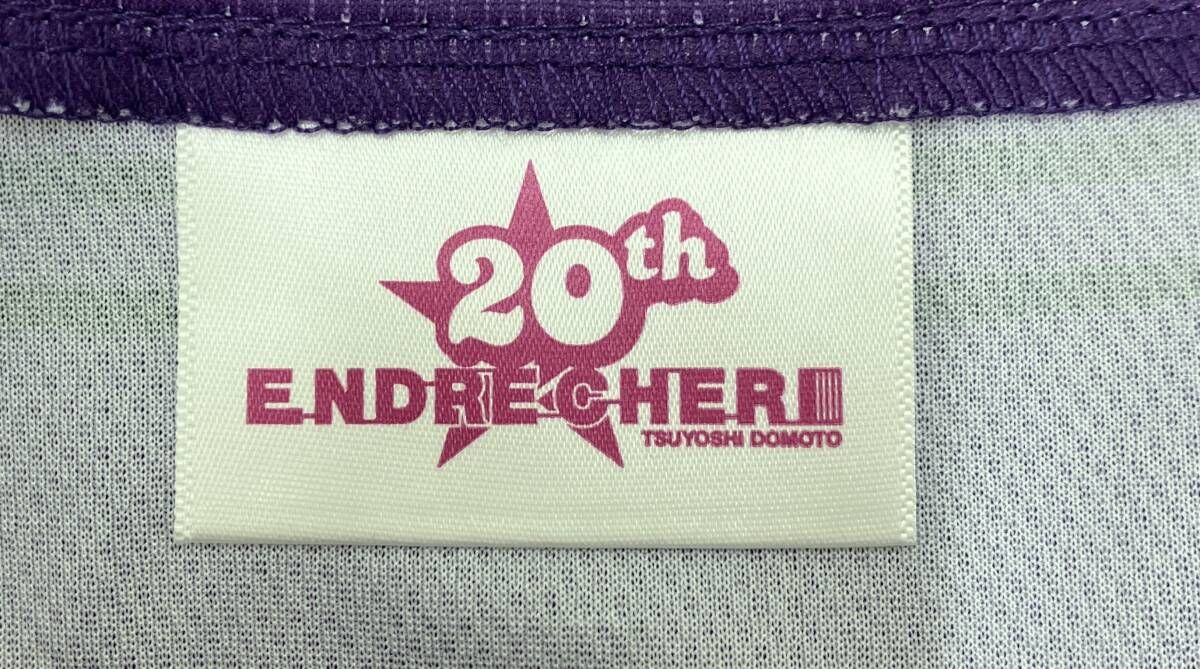 20th
ENDRECHERI
TSUYOSHI DOMOTO